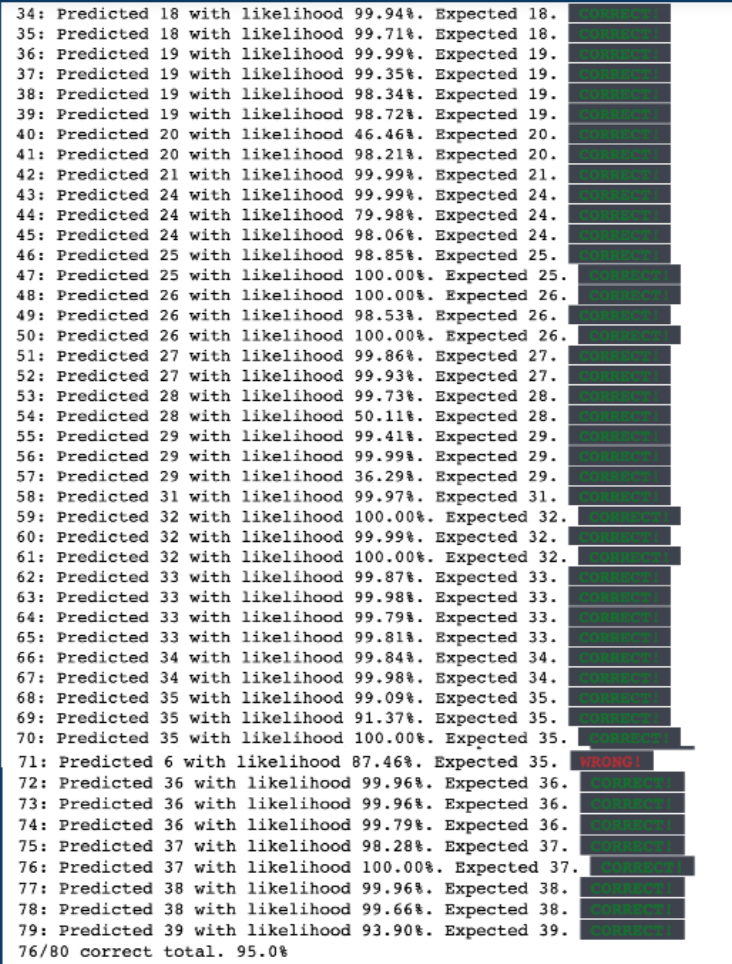 34: Predicted 18 with likelihood 99.94%. Expected 18. CORRECT!
35: Predicted 18 with likelihood 99.71%. Expected 18. CORRECT!
36: Predicted 19 with likelihood 99.99%. Expected 19. CORRECT!
37: Predicted 19 with likelihood 99.35%. Expected 19. CORRECT!
38: Predicted 19 with likelihood 98.34%. Expected 19. CORRECT!
39: Predicted 19 with likelihood 98.72%. Expected 19. CORRECT!
40: Predicted 20 with likelihood 46.46%. Expected 20. CORRECT!
41: Predicted 20 with likelihood 98.21%. Expected 20. CORRECT!
42: Predicted 21 with likelihood 99.99%. Expected 21. CORRECT!
43: Predicted 24 with likelihood 99.99%. Expected 24. CORRECT!
44: Predicted 24 with likelihood 79.98%. Expected 24. CORRECT!
45: Predicted 24 with likelihood 98.06%. Expected 24. CORRECT!
46: Predicted 25 with likelihood 98.85%. Expected 25. CORRECT!
47: Predicted 25 with likelihood 100.00%. Expected 25. CORRECT!
48: Predicted 26 with likelihood 100.00%. Expected 26. CORRECT!
49: Predicted 26 with likelihood 98.53%. Expected 26. CORRECT!
50: Predicted 26 with likelihood 100.00%. Expected 26. CORRECT!
51: Predicted 27 with likelihood 99.86%. Expected 27. CORRECT!
52: Predicted 27 with likelihood 99.93%. Expected 27. CORRECT!
53: Predicted 28 with likelihood 99.73%. Expected 28. CORRECT!
54: Predicted 28 with likelihood 50.11%. Expected 28. CORRECT!
55: Predicted 29 with likelihood 99.41%. Expected 29. CORRECT!
56: Predicted 29 with likelihood 99.99%. Expected 29. CORRECT!
57: Predicted 29 with likelihood 36.29%. Expected 29. CORRECT!
58: Predicted 31 with likelihood 99.97%. Expected 31. CORRECT!
59: Predicted 32 with likelihood 100.00%. Expected 32. CORRECT!
60: Predicted 32 with likelihood 99.99%. Expected 32. CORRECT!
61: Predicted 32 with likelihood 100.00%. Expected 32. CORRECT!
62: Predicted 33 with likelihood 99.87%. Expected 33. CORRECT!
63: Predicted 33 with likelihood 99.98%. Expected 33. CORRECT!
64: Predicted 33 with likelihood 99.79%. Expected 33. CORRECT!
65: Predicted 33 with likelihood 99.81%. Expected 33. CORRECT!
66: Predicted 34 with likelihood 99.84%. Expected 34. CORRECT!
67: Predicted 34 with likelihood 99.98%. Expected 34. CORRECT!
68: Predicted 35 with likelihood 99.09%. Expected 35. CORRECT!
69: Predicted 35 with likelihood 91.37%. Expected 35. CORRECT!
70: Predicted 35 with likelihood 100.00%. Expected 35. CORRECT!
71: Predicted 6 with likelihood 87.46%. Expected 35. WRONG!
72: Predicted 36 with likelihood 99.96%. Expected 36. CORRECT!
73: Predicted 36 with likelihood 99.96%. Expected 36. CORRECT!
74: Predicted 36 with likelihood 99.79%. Expected 36. CORRECT!
75: Predicted 37 with likelihood 98.28%. Expected 37. CORRECT!
76: Predicted 37 with likelihood 100.00%. Expected 37. CORRECT!
77: Predicted 38 with likelihood 99.96%. Expected 38. CORRECT!
78: Predicted 38 with likelihood 99.66%. Expected 38. CORRECT!
79: Predicted 39 with likelihood 93.90%. Expected 39. CORRECT!
76/80 correct total. 95.0%